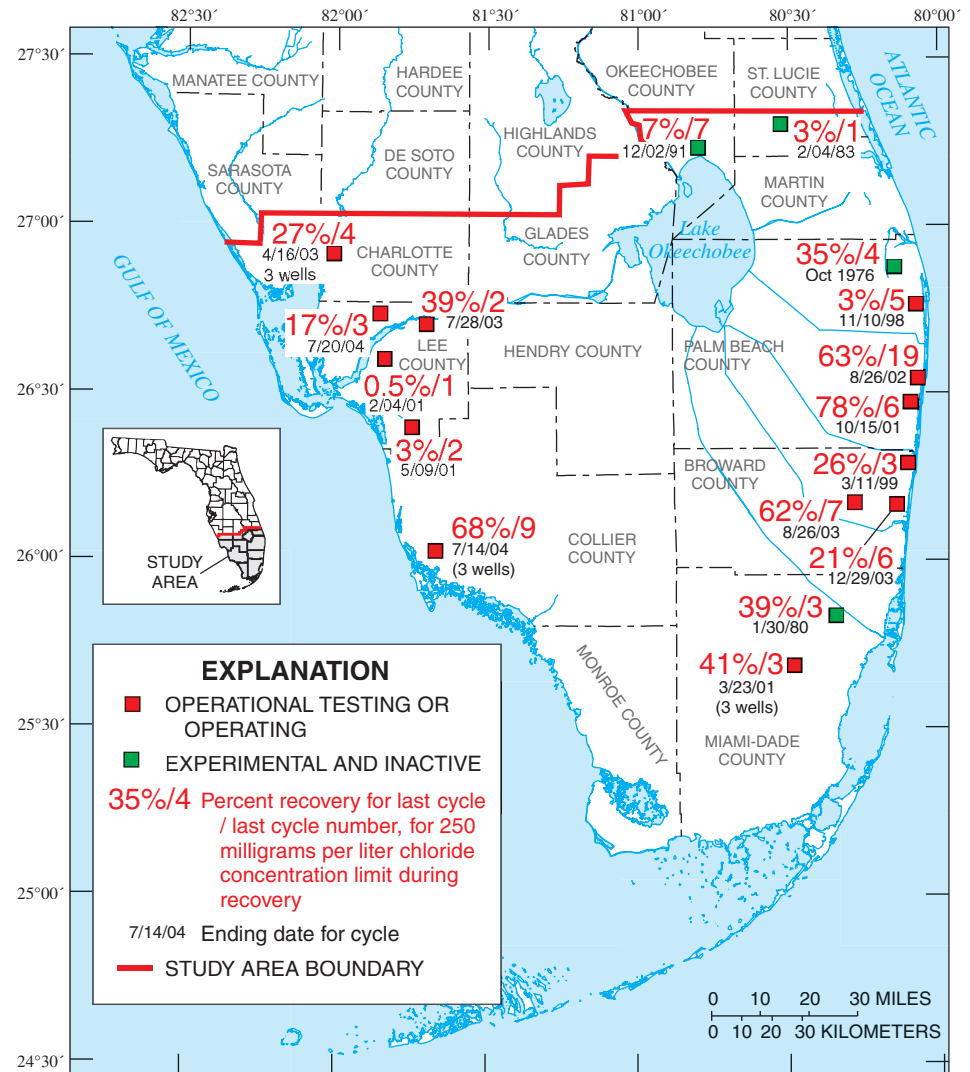 82°30´ 82°00´ 81°30´ 81°00´ 80°30´ 80°00´
27°30´
MANATEE COUNTY
HARDEE
COUNTY
OKEECHOBEE
COUNTY
ST. LUCIE
COUNTY
ATLANTIC
OCEAN
HIGHLANDS
COUNTY
7%/7
12/02/91
3%/1
2/04/83
DE SOTO
COUNTY
SARASOTA
COUNTY
MARTIN
COUNTY
27°00´
27%/4
4/16/03
3 wells
CHARLOTTE
COUNTY
GLADES
COUNTY
Lake
Okeechobee
35%/4
Oct 1976
GULF OF MEXICO
39%/2
7/28/03
17%/3
7/20/04
3%/5
11/10/98
LEE
COUNTY
HENDRY COUNTY
PALM BEACH
COUNTY
63%/19
8/26/02
26°30´
0.5%/1
2/04/01
78%/6
10/15/01
3%/2
5/09/01
BROWARD
COUNTY
26%/3
3/11/99
62%/7
8/26/03
68%/9
7/14/04
(3 wells)
COLLIER
COUNTY
26°00´
21%/6
12/29/03
STUDY
AREA
39%/3
1/30/80
41%/3
3/23/01
(3 wells)
MONROE COUNTY
MIAMI-DADE
COUNTY
25°30´
EXPLANATION
OPERATIONAL TESTING OR
OPERATING
EXPERIMENTAL AND INACTIVE
35%/4 Percent recovery for last cycle
/ last cycle number, for 250
milligrams per liter chloride
concentration limit during
recovery
7/14/04 Ending date for cycle
STUDY AREA BOUNDARY
25°00´
0 10 20 30 MILES
0 10 20 30 KILOMETERS
24°30´